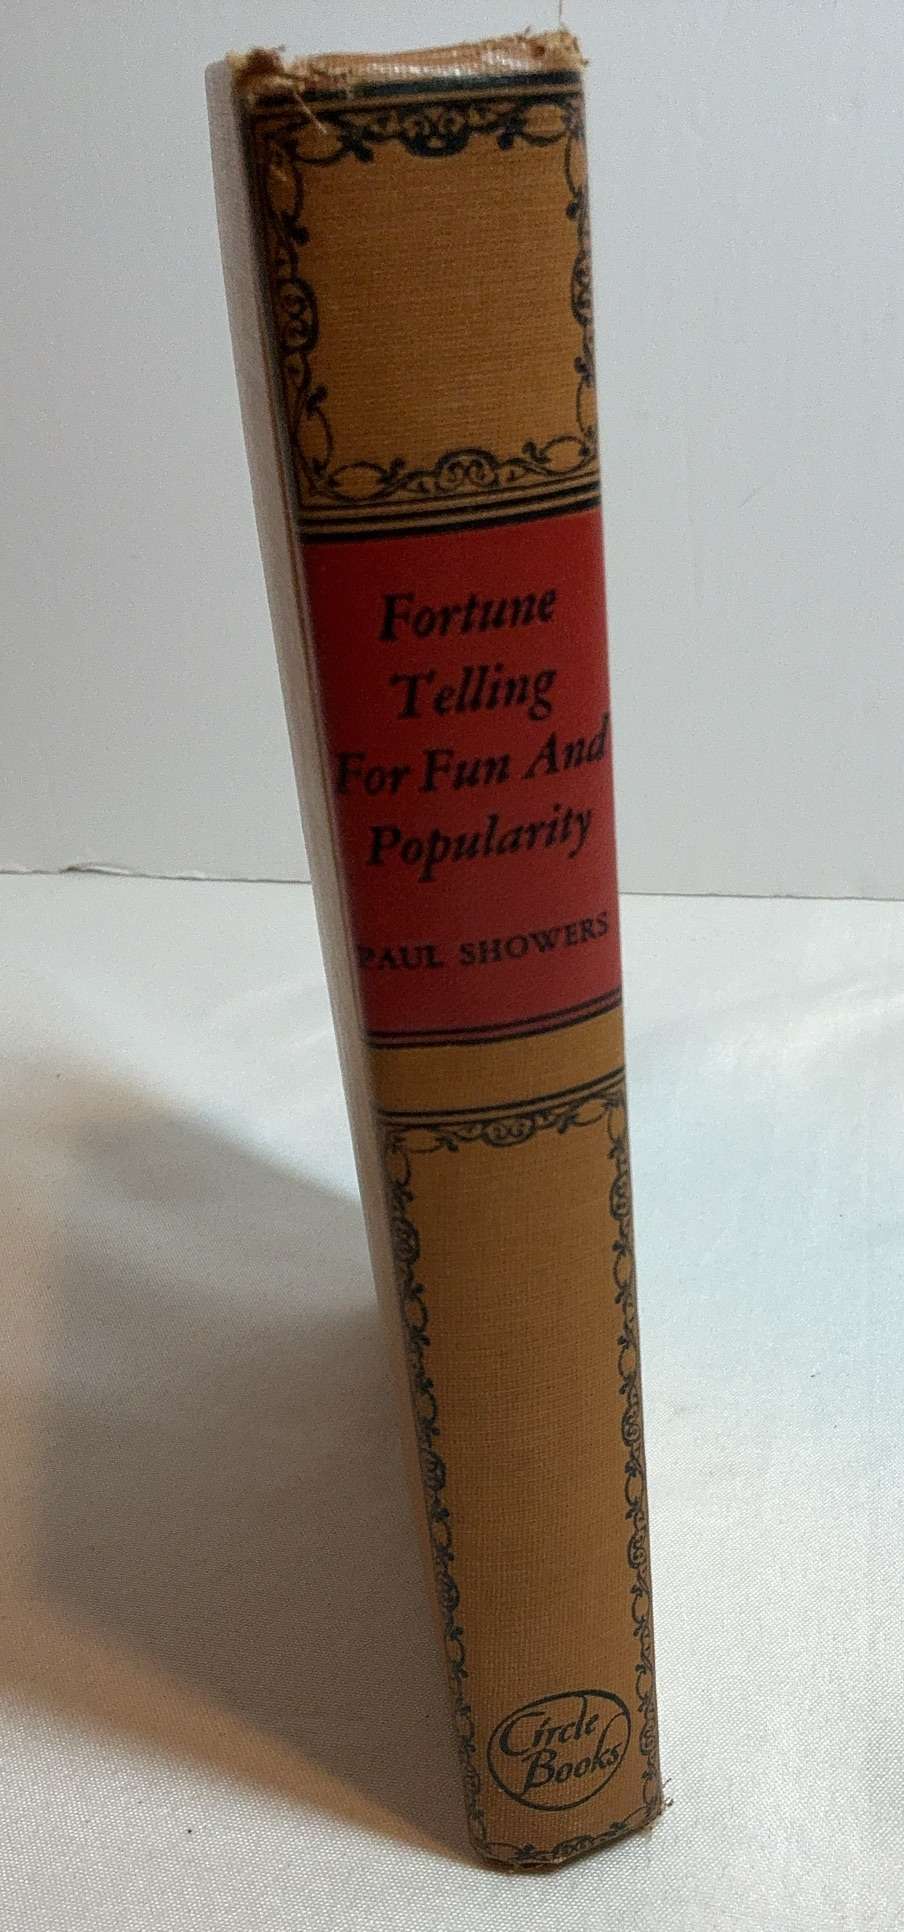 Fortune
Telling
For Fun And
Popularity
PAUL SHOWERS
Circle
Books